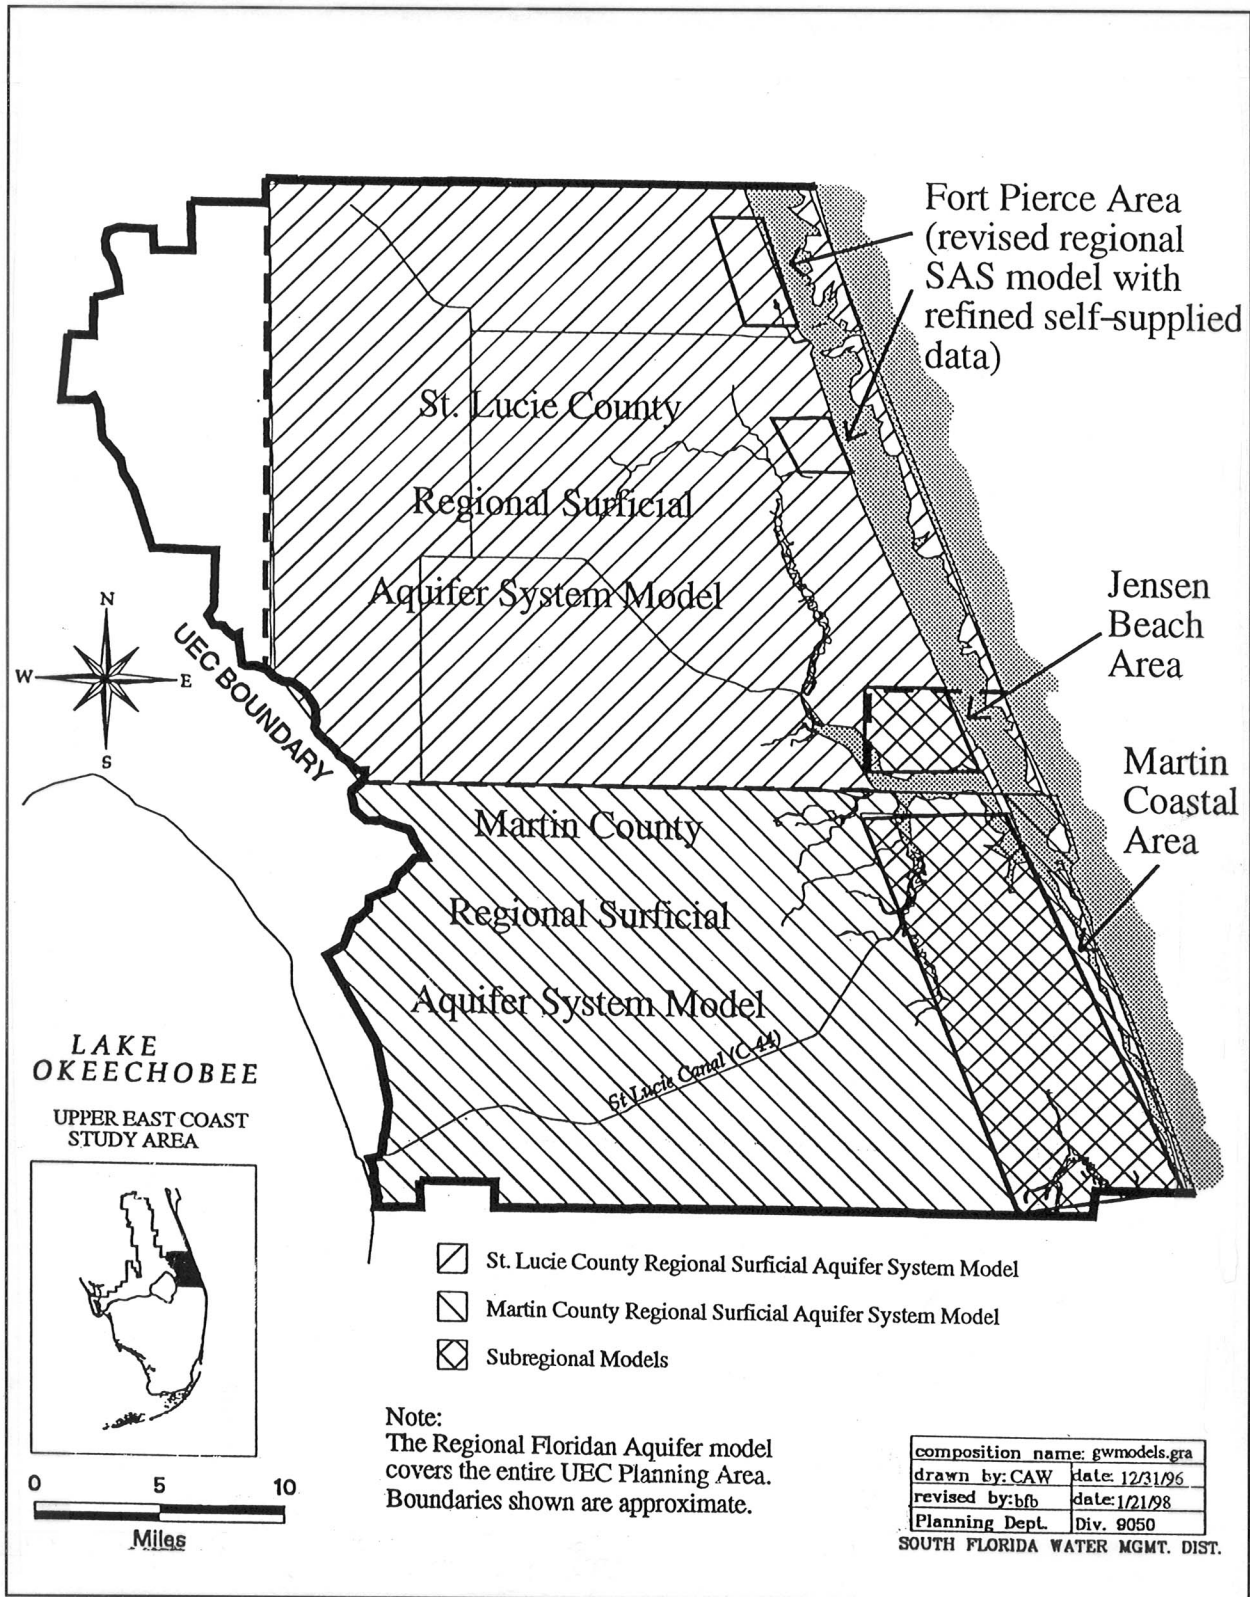 Fort Pierce Area
(revised regional
SAS model with
refined self-supplied
data)
St. Lucie County
Regional Surficial
Aquifer System Model
Jensen
Beach
Area
N
W
E
S
UEC BOUNDARY
Martin
Coastal
Area
Martin County
Regional Surficial
Aquifer System Model
St Lucie Canal (C-44)
LAKE
OKEECHOBEE
UPPER EAST COAST
STUDY AREA
St. Lucie County Regional Surficial Aquifer System Model
Martin County Regional Surficial Aquifer System Model
Subregional Models
Note:
The Regional Floridan Aquifer model
covers the entire UEC Planning Area.
Boundaries shown are approximate.
0 5 10
Miles
composition name: gwmodels.gra
drawn by: CAW date: 12/31/96
revised by: bfb date: 1/21/98
Planning Dept. Div. 9050
SOUTH FLORIDA WATER MGMT. DIST.